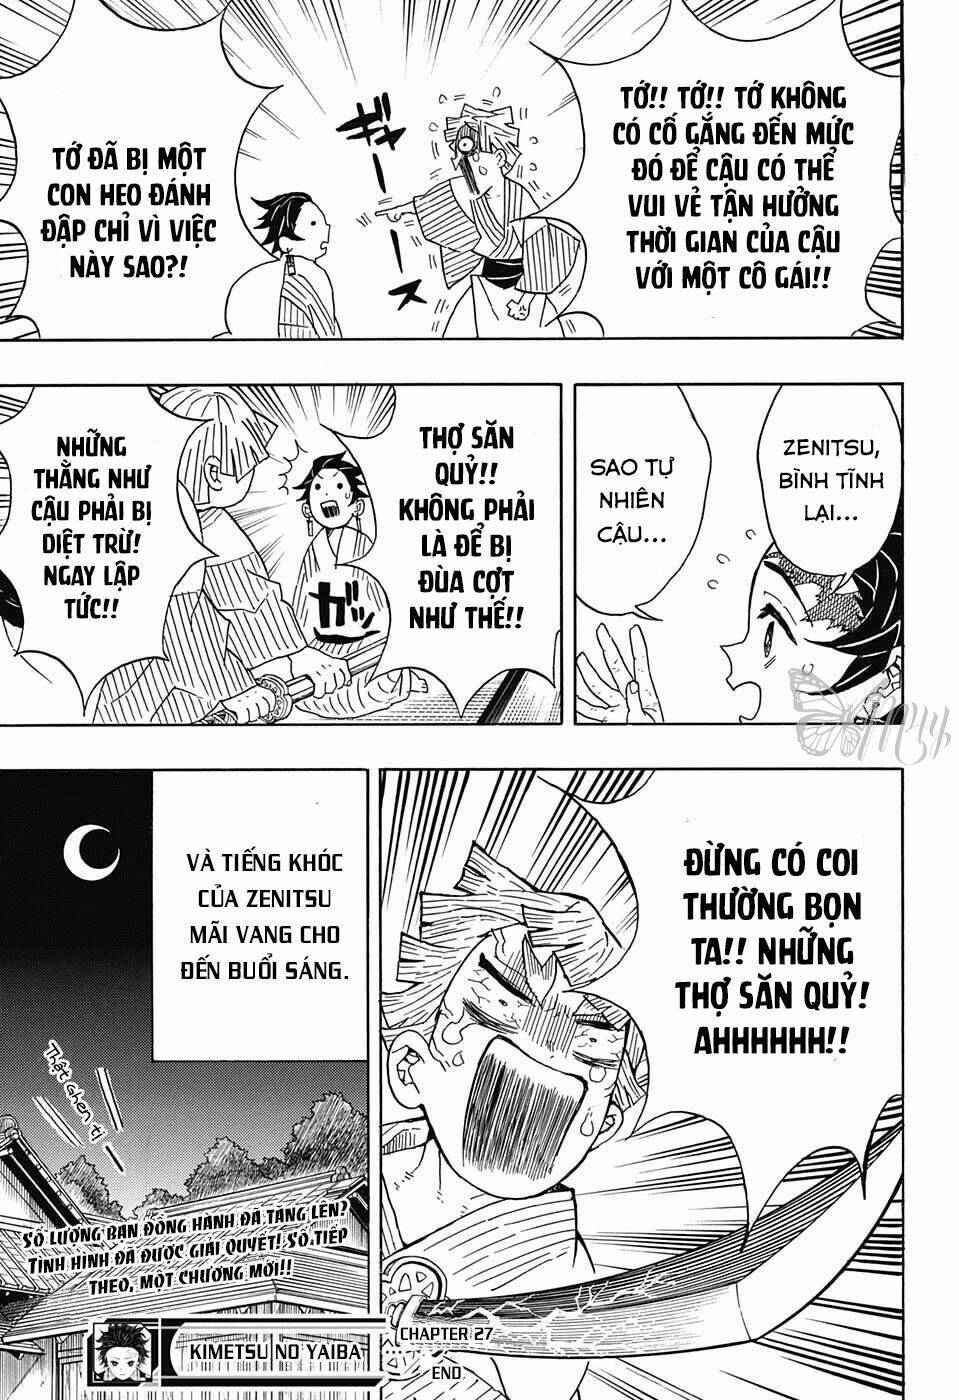 TỚ!! TỚ!! TỚ KHÔNG
CÓ CỐ GẮNG ĐẾN MỨC
ĐÓ ĐỂ CẬU CÓ THỂ
VUI VẺ TẬN HƯỞNG
THỜI GIAN CỦA CẬU
VỚI MỘT CÔ GÁI!!
TỚ ĐÃ BỊ MỘT
CON HEO ĐÁNH
ĐẬP CHỈ VÌ VIỆC
NÀY SAO?!
ZENITSU,
BÌNH TĨNH
LẠI...
SAO TỰ
NHIÊN
CẬU...
THỢ SĂN
QUỶ!!
KHÔNG PHẢI
LÀ ĐỂ BỊ
ĐÙA CỢT
NHƯ THẾ!!
ガッ
NHỮNG
THẰNG NHƯ
CẬU PHẢI BỊ
DIỆT TRỪ!
NGAY LẬP
TỨC!!
ĐỪNG CÓ COI
THƯỜNG BỌN
TA!! NHỮNG
THỢ SĂN QUỶ!
AHHHHHH!!
VÀ TIẾNG KHÓC
CỦA ZENITSU
MÃI VANG CHO
ĐẾN BUỔI SÁNG.
Thật ghen tị
SỐ LƯỢNG BẠN ĐỒNG HÀNH ĐÃ TĂNG LÊN?
TÌNH HÌNH ĐÃ ĐƯỢC GIẢI QUYẾT! SỐ TIẾP
THEO, MỘT CHƯƠNG MỚI!!
KIMETSU NO YAIBA
CHAPTER 27
END